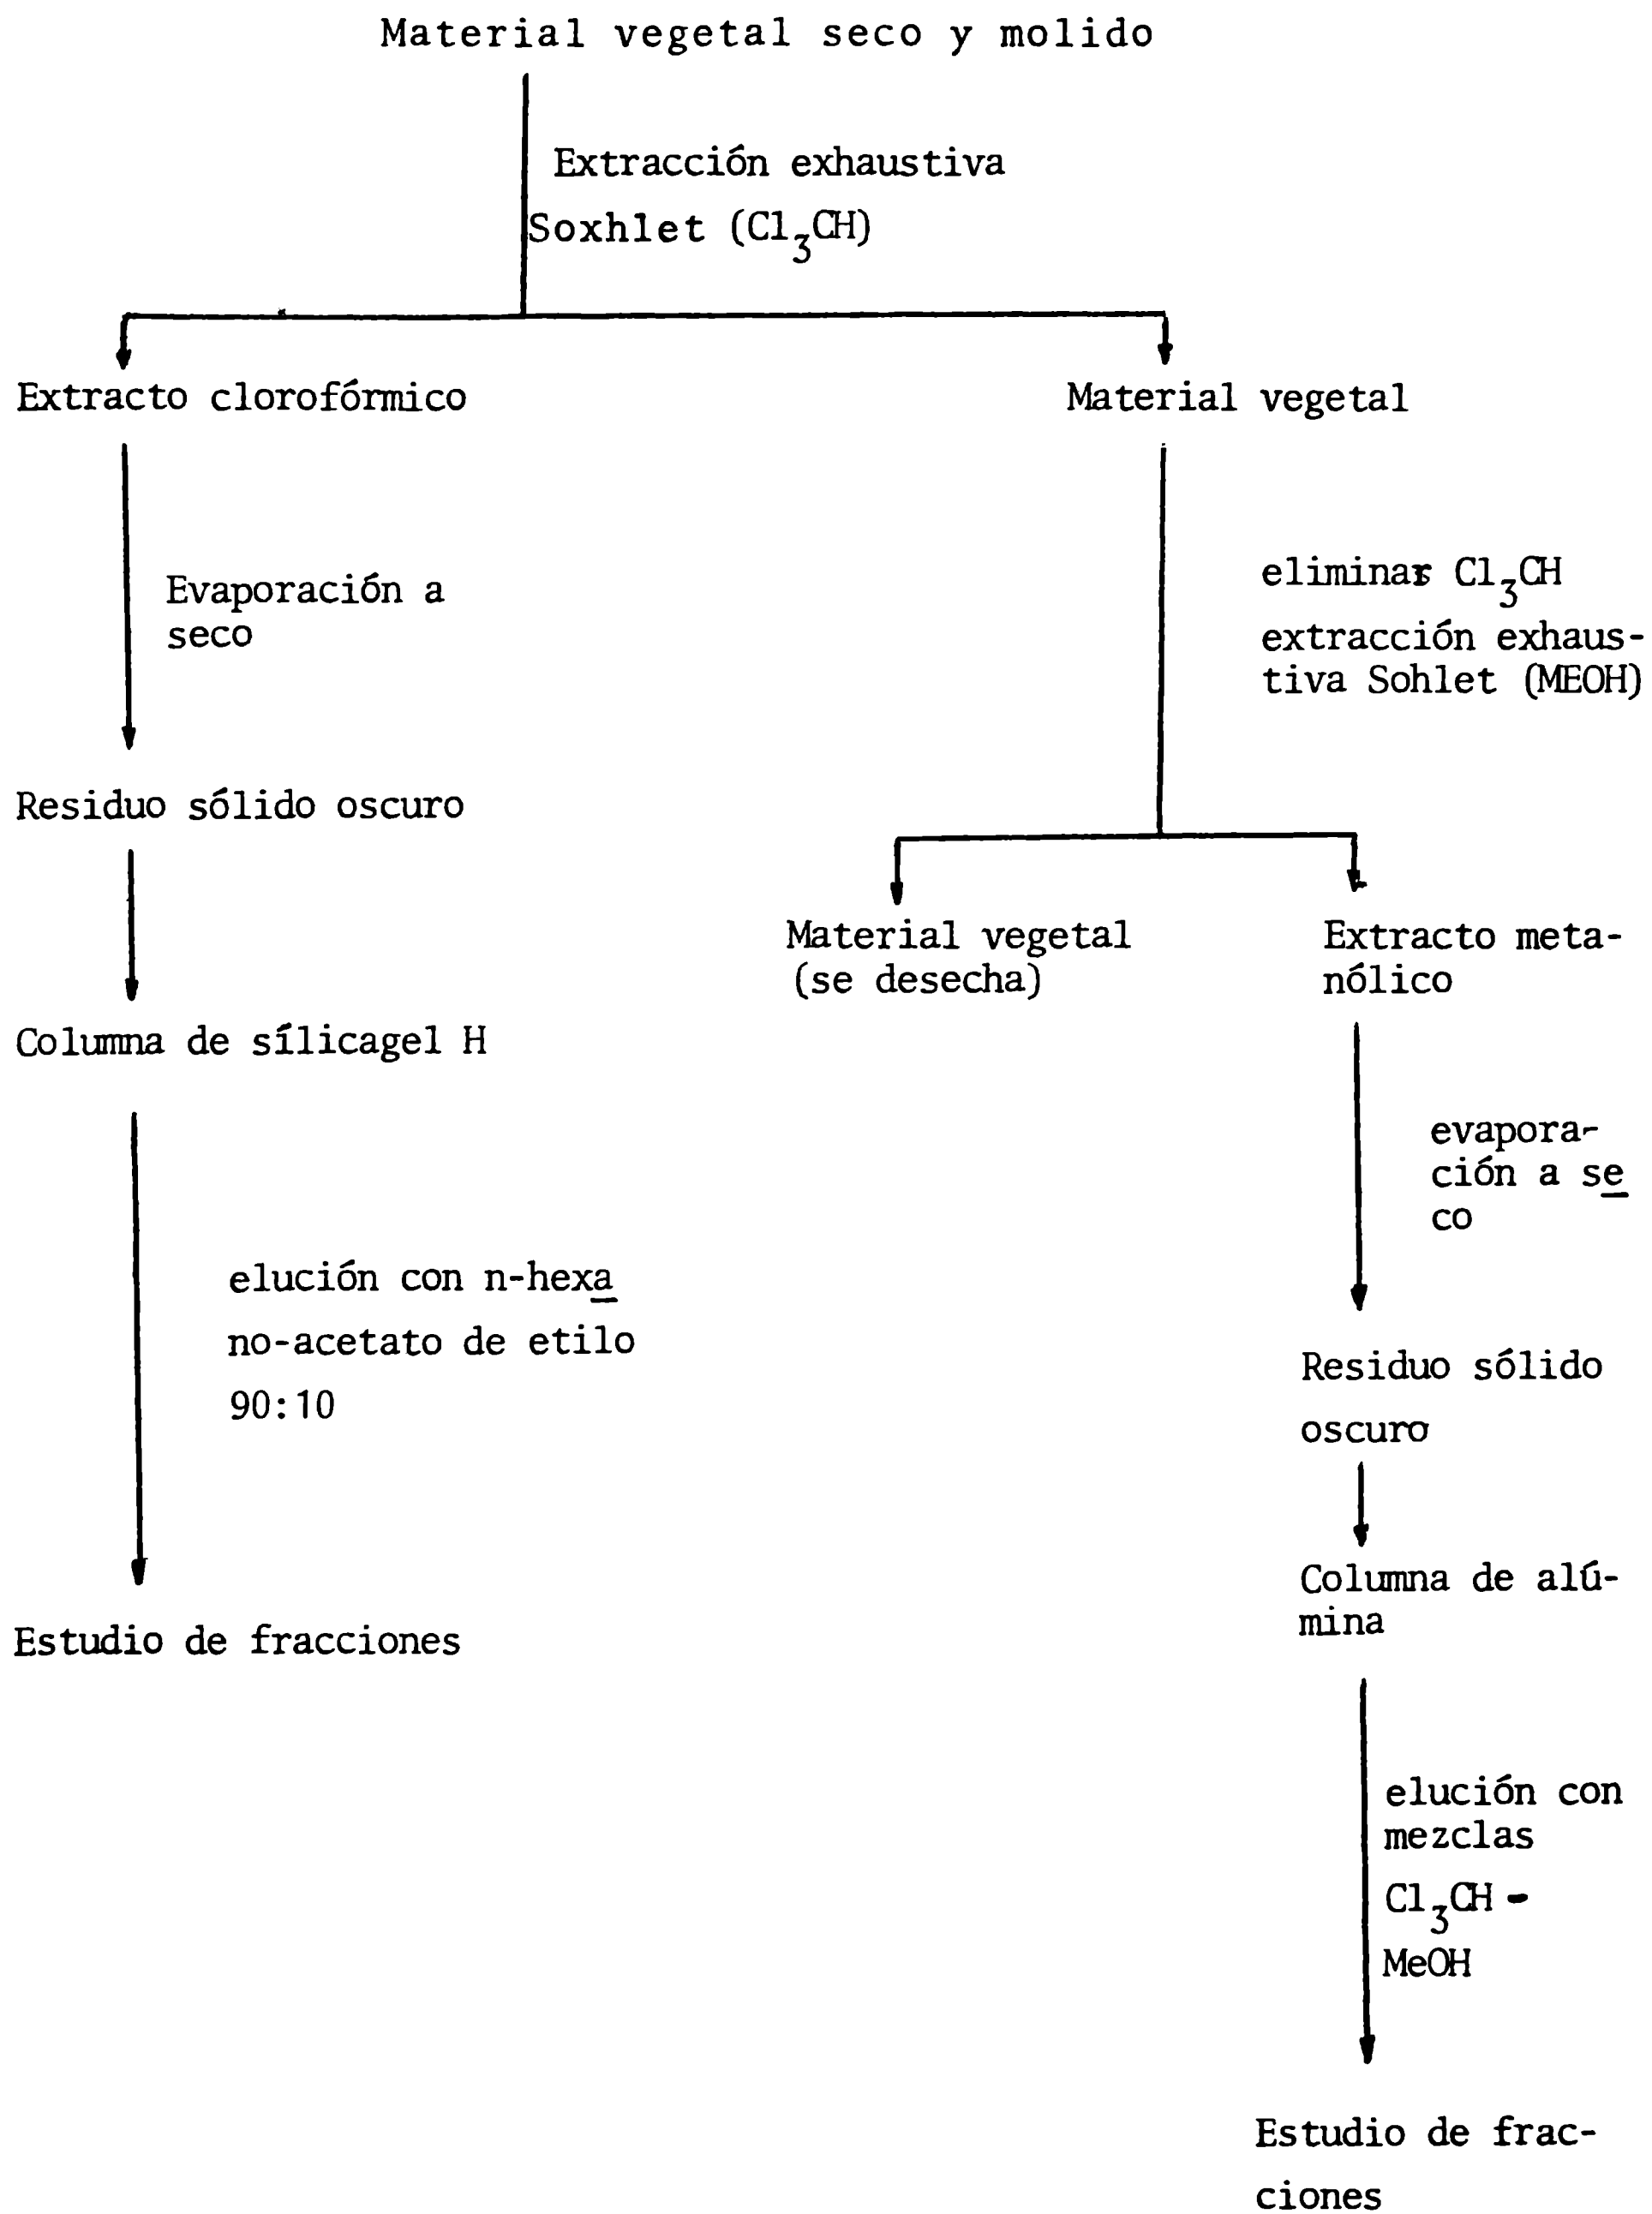 Material vegetal seco y molido
Extracción exhaustiva
Soxhlet (Cl₃CH)
Extracto clorofórmico
Material vegetal
Evaporación a
seco
eliminar Cl₃CH
extracción exhaus-
tiva Sohlet (MEOH)
Residuo sólido oscuro
Material vegetal
(se desecha)
Extracto meta-
nólico
Columna de sílicagel H
evapora-
ción a se
co
elución con n-hexa
no-acetato de etilo
90:10
Residuo sólido
oscuro
Columna de alú-
mina
Estudio de fracciones
elución con
mezclas
Cl₃CH -
MeOH
Estudio de frac-
ciones